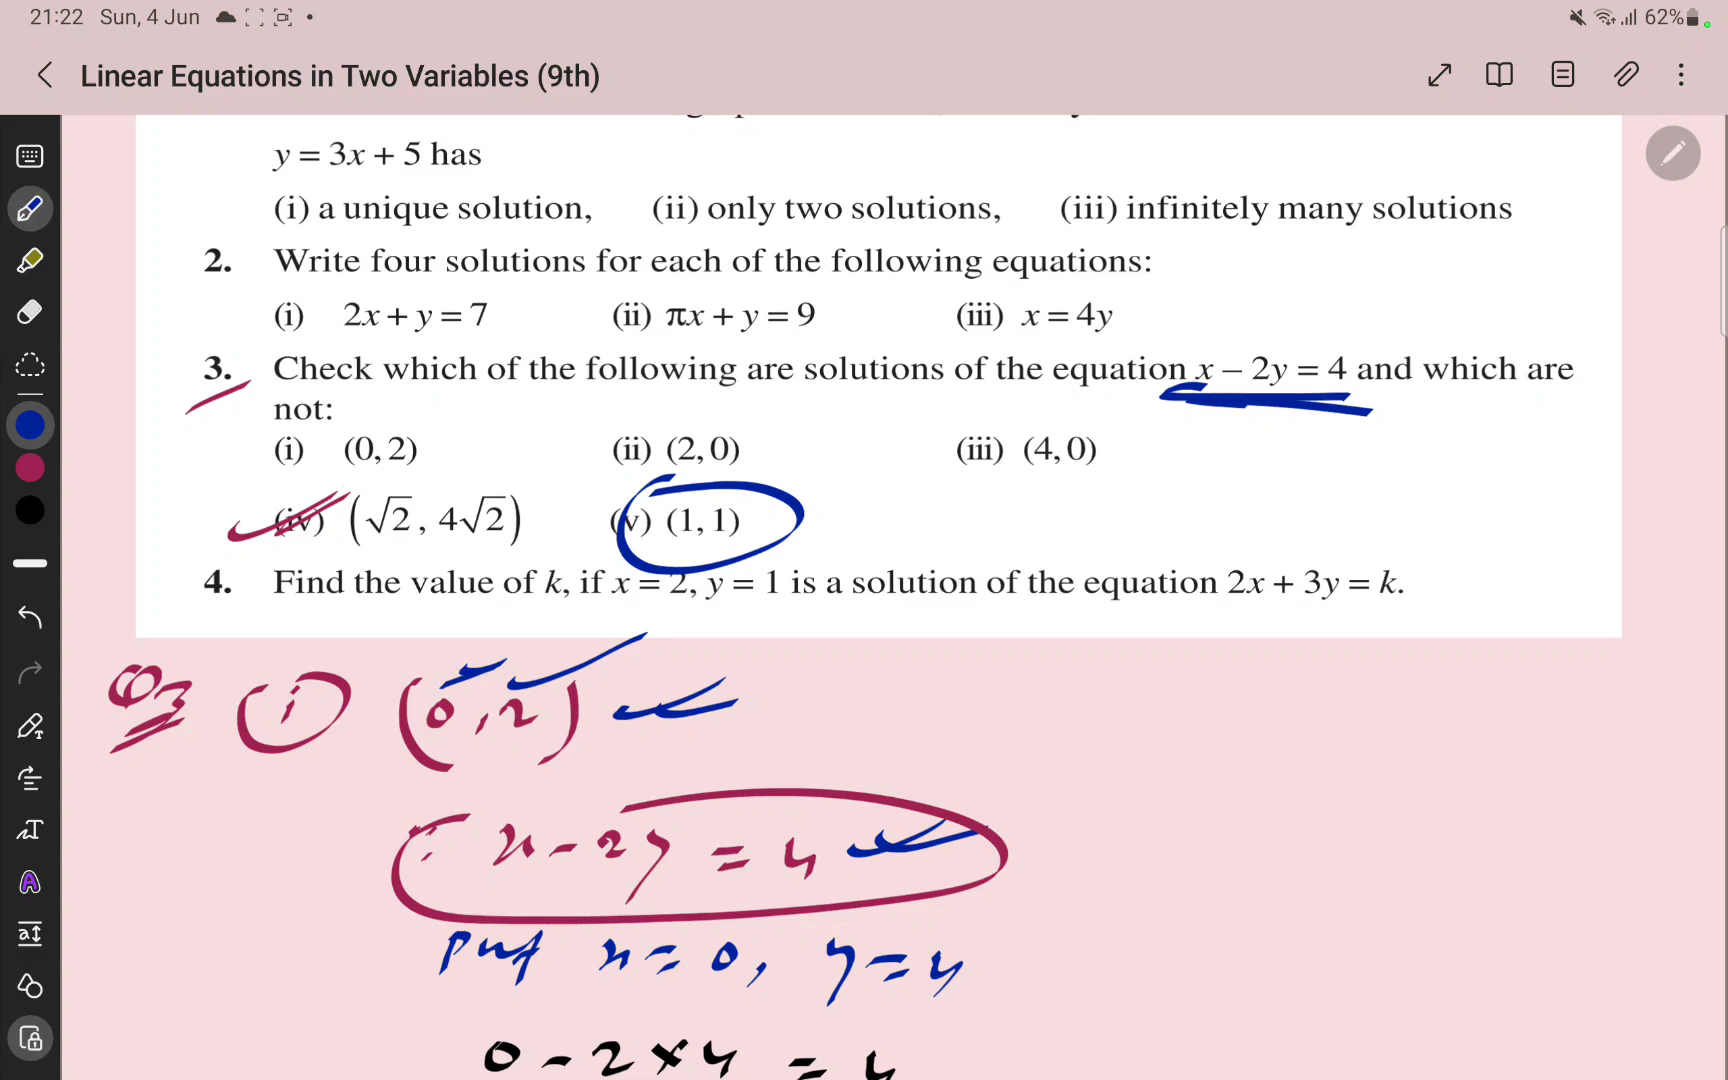 21:22 Sun, 4 Jun 62%
Linear Equations in Two Variables (9th)
y = 3x + 5 has
(i) a unique solution, (ii) only two solutions, (iii) infinitely many solutions
2. Write four solutions for each of the following equations:
(i) 2x + y = 7 (ii) πx + y = 9 (iii) x = 4y
3. Check which of the following are solutions of the equation x – 2y = 4 and which are
not:
(i) (0, 2) (ii) (2, 0) (iii) (4, 0)
(iv) (√2, 4√2) (v) (1, 1)
4. Find the value of k, if x = 2, y = 1 is a solution of the equation 2x + 3y = k.
Q3 (i) (0, 2)
x - 2y = 4
put x = 0, y = 4
0 - 2 × 4 = 4